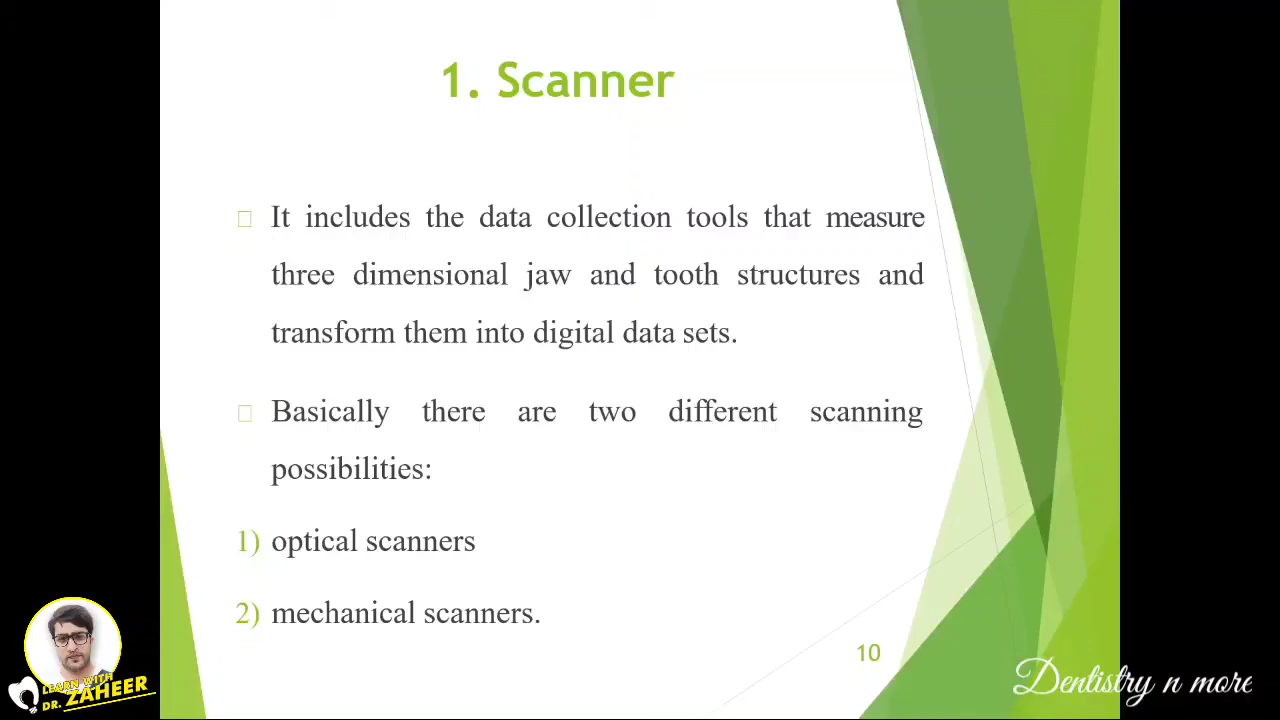 1. Scanner
It includes the data collection tools that measure
three dimensional jaw and tooth structures and
transform them into digital data sets.
Basically there are two different scanning
possibilities:
1) optical scanners
2) mechanical scanners.
10
LEARN WITH
DR. ZAHEER
Dentistry n more